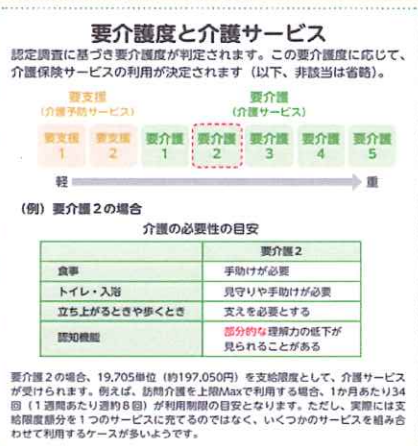 要介護度と介護サービス
認定調査に基づき要介護度が判定されます。この要介護度に応じて、
介護保険サービスの利用が決定されます（以下、非該当は省略）。
要支援 要介護
（介護予防サービス） （介護サービス）
要支援 要支援 要介護 要介護 要介護 要介護 要介護
1 2 1 2 3 4 5
軽 重
（例）要介護２の場合
介護の必要性の目安
要介護2
食事 手助けが必要
トイレ・入浴 見守りや手助けが必要
立ち上がるときや歩くとき 支えを必要とする
認知機能 部分的な理解力の低下が
見られることがある
要介護２の場合、19,705単位（約197,050円）を支給限度として、介護サービス
が受けられます。例えば、訪問介護を上限Maxで利用する場合、1か月あたり34
回（１週間あたり週約８回）が利用制限の目安となります。ただし、実際には支
給限度額分を１つのサービスに充てるのではなく、いくつかのサービスを組み合
わせて利用するケースが多いようです。